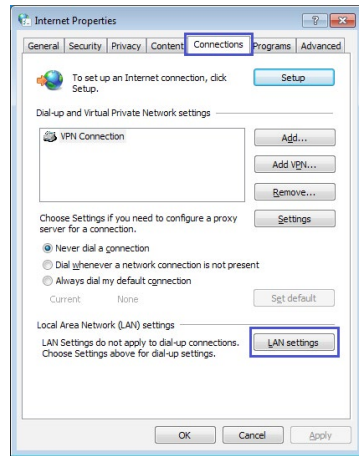 Internet Properties
General Security Privacy Content Connections Programs Advanced
To set up an Internet connection, click Setup.
Setup
Dial-up and Virtual Private Network settings
VPN Connection
Add...
Add VPN...
Remove...
Choose Settings if you need to configure a proxy
server for a connection.
Settings
Never dial a connection
Dial whenever a network connection is not present
Always dial my default connection
Current None
Set default
Local Area Network (LAN) settings
LAN Settings do not apply to dial-up connections.
Choose Settings above for dial-up settings.
LAN settings
OK Cancel Apply